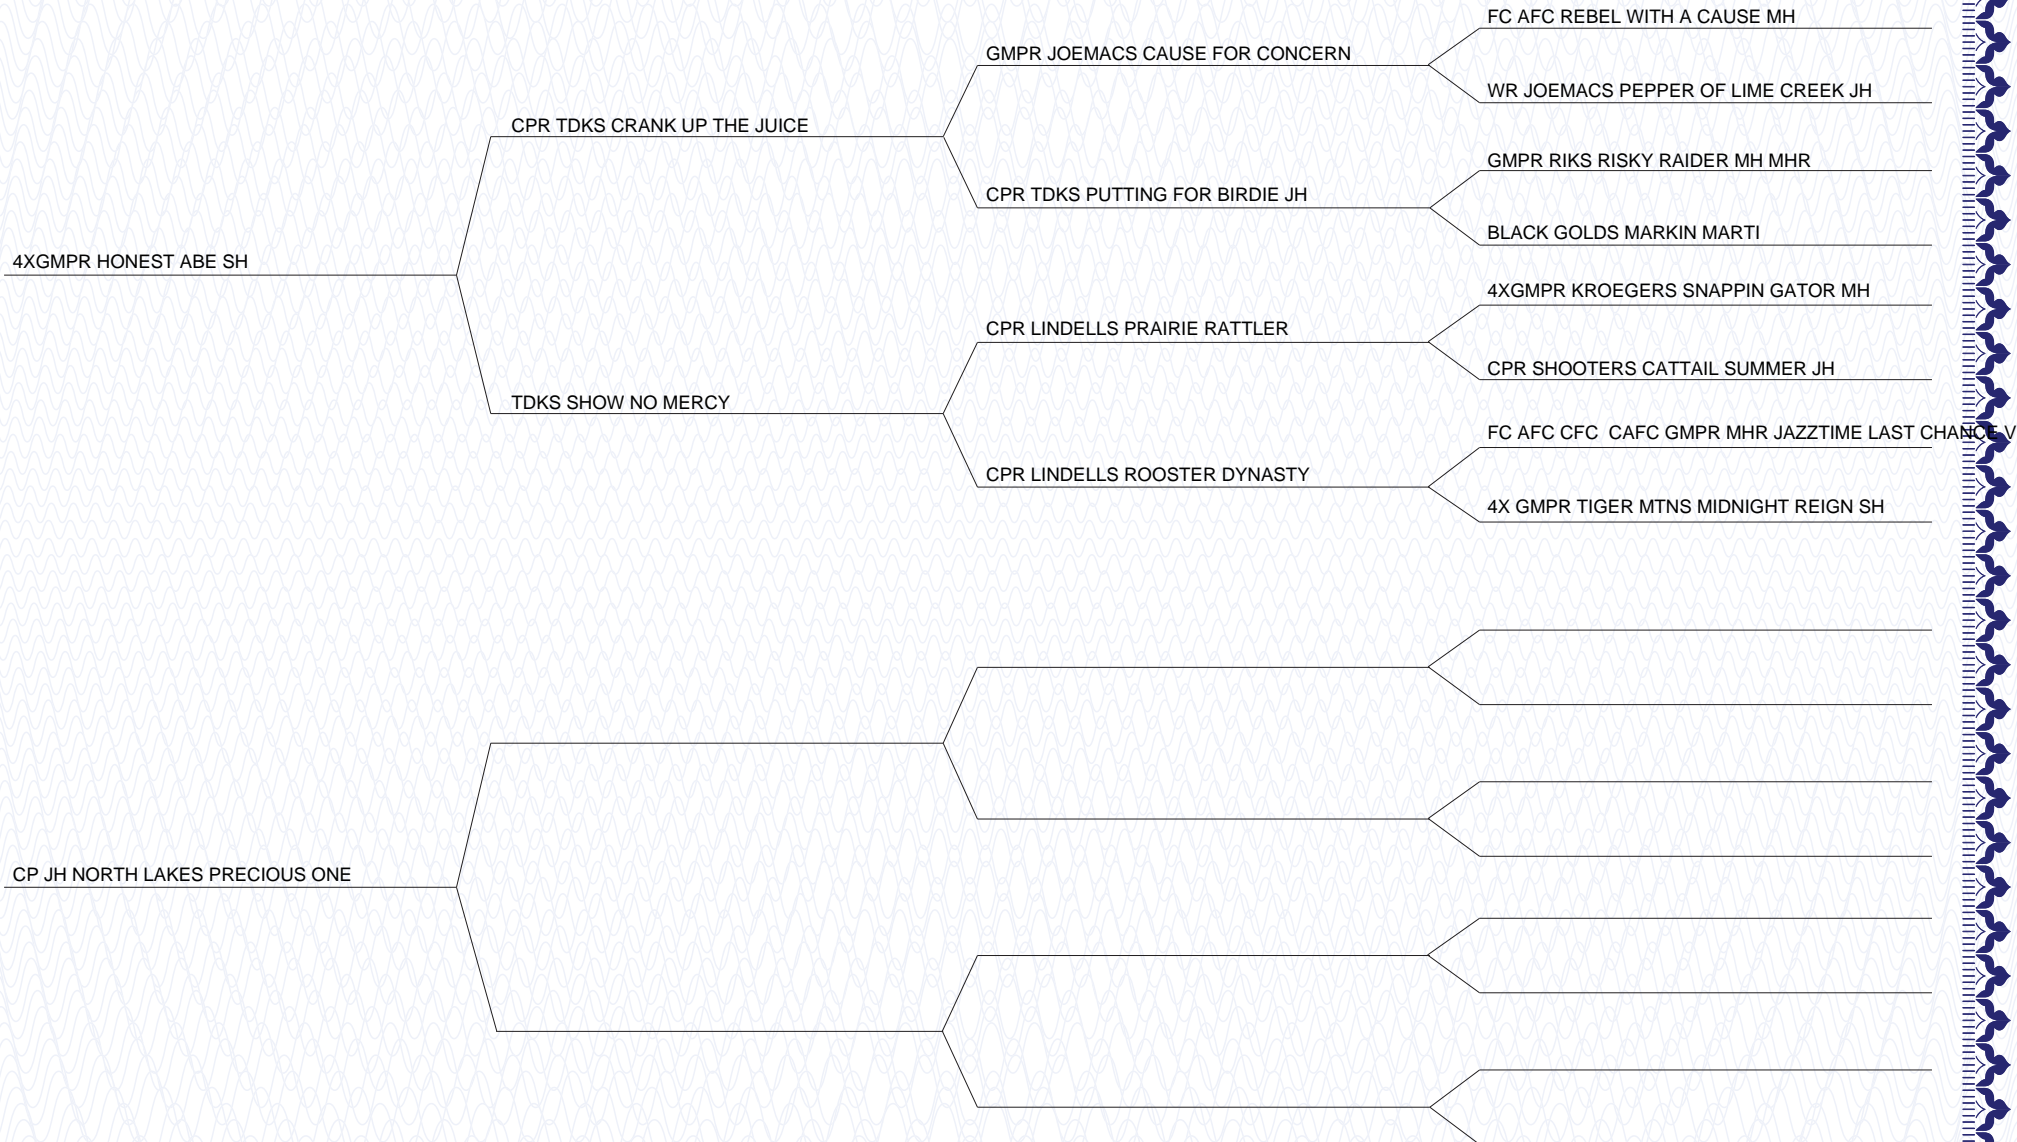 FC AFC REBEL WITH A CAUSE MH
GMPR JOEMACS CAUSE FOR CONCERN
WR JOEMACS PEPPER OF LIME CREEK JH
CPR TDKS CRANK UP THE JUICE
GMPR RIKS RISKY RAIDER MH MHR
CPR TDKS PUTTING FOR BIRDIE JH
BLACK GOLDS MARKIN MARTI
4XGMPR HONEST ABE SH
4XGMPR KROEGERS SNAPPIN GATOR MH
CPR LINDELLS PRAIRIE RATTLER
CPR SHOOTERS CATTAIL SUMMER JH
TDKS SHOW NO MERCY
FC AFC CFC  CAFC GMPR MHR JAZZTIME LAST CHANCE V
CPR LINDELLS ROOSTER DYNASTY
4X GMPR TIGER MTNS MIDNIGHT REIGN SH
CP JH NORTH LAKES PRECIOUS ONE